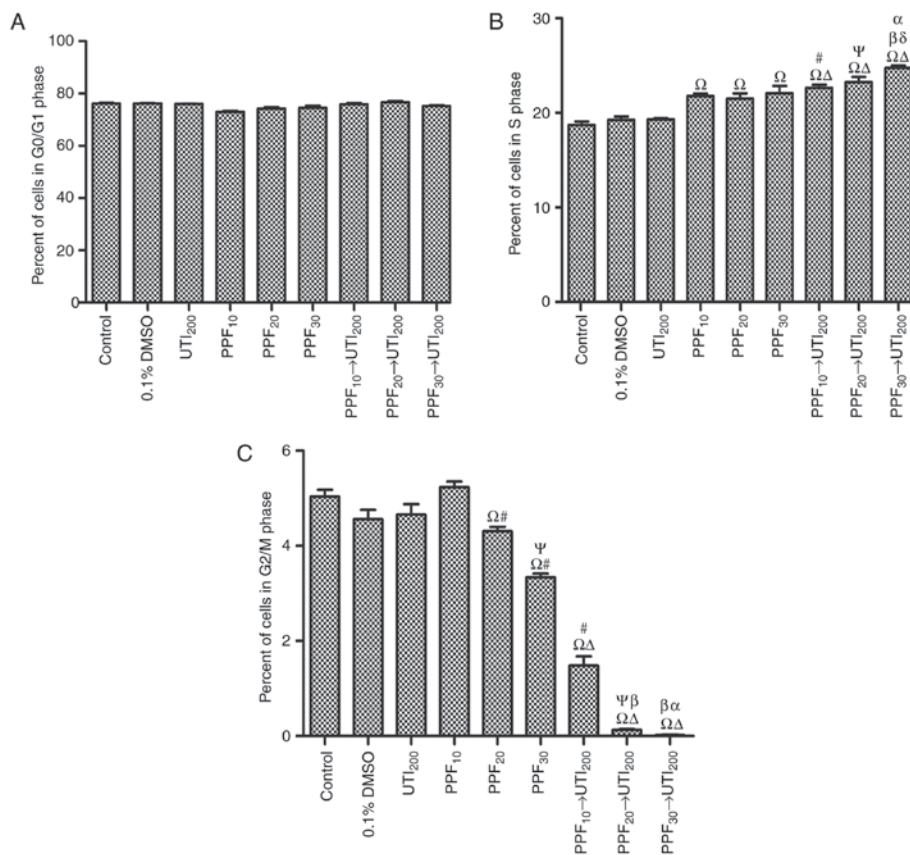 A
Percent of cells in G0/G1 phase
100
80
60
40
20
0
Control
0.1% DMSO
UTI₂₀₀
PPF₁₀
PPF₂₀
PPF₃₀
PPF₁₀→UTI₂₀₀
PPF₂₀→UTI₂₀₀
PPF₃₀→UTI₂₀₀
B
Percent of cells in S phase
30
20
10
0
Ω
Ω
Ω
#
ΩΔ
Ψ
ΩΔ
α
βδ
ΩΔ
Control
0.1% DMSO
UTI₂₀₀
PPF₁₀
PPF₂₀
PPF₃₀
PPF₁₀→UTI₂₀₀
PPF₂₀→UTI₂₀₀
PPF₃₀→UTI₂₀₀
C
Percent of cells in G2/M phase
6
4
2
0
Ω#
Ψ
Ω#
#
ΩΔ
Ψβ
ΩΔ
βα
ΩΔ
Control
0.1% DMSO
UTI₂₀₀
PPF₁₀
PPF₂₀
PPF₃₀
PPF₁₀→UTI₂₀₀
PPF₂₀→UTI₂₀₀
PPF₃₀→UTI₂₀₀